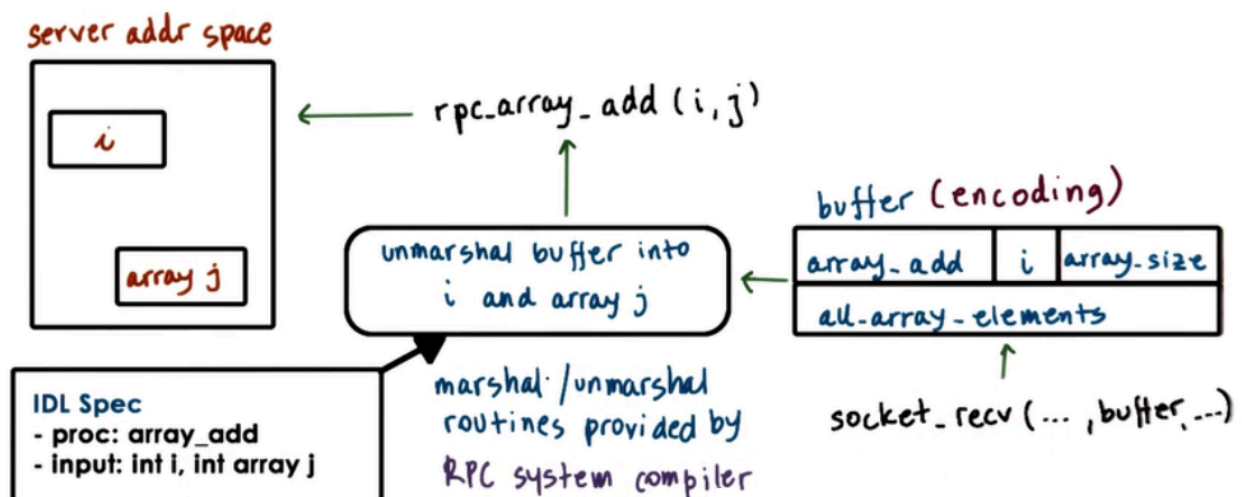 server addr space
i
array j
rpc_array_add (i,j)
unmarshal buffer into
i and array j
buffer (encoding)
array_add i array_size
all_array_elements
socket_recv (... , buffer, ...)
marshal/unmarshal
routines provided by
RPC system compiler
IDL Spec
- proc: array_add
- input: int i, int array j